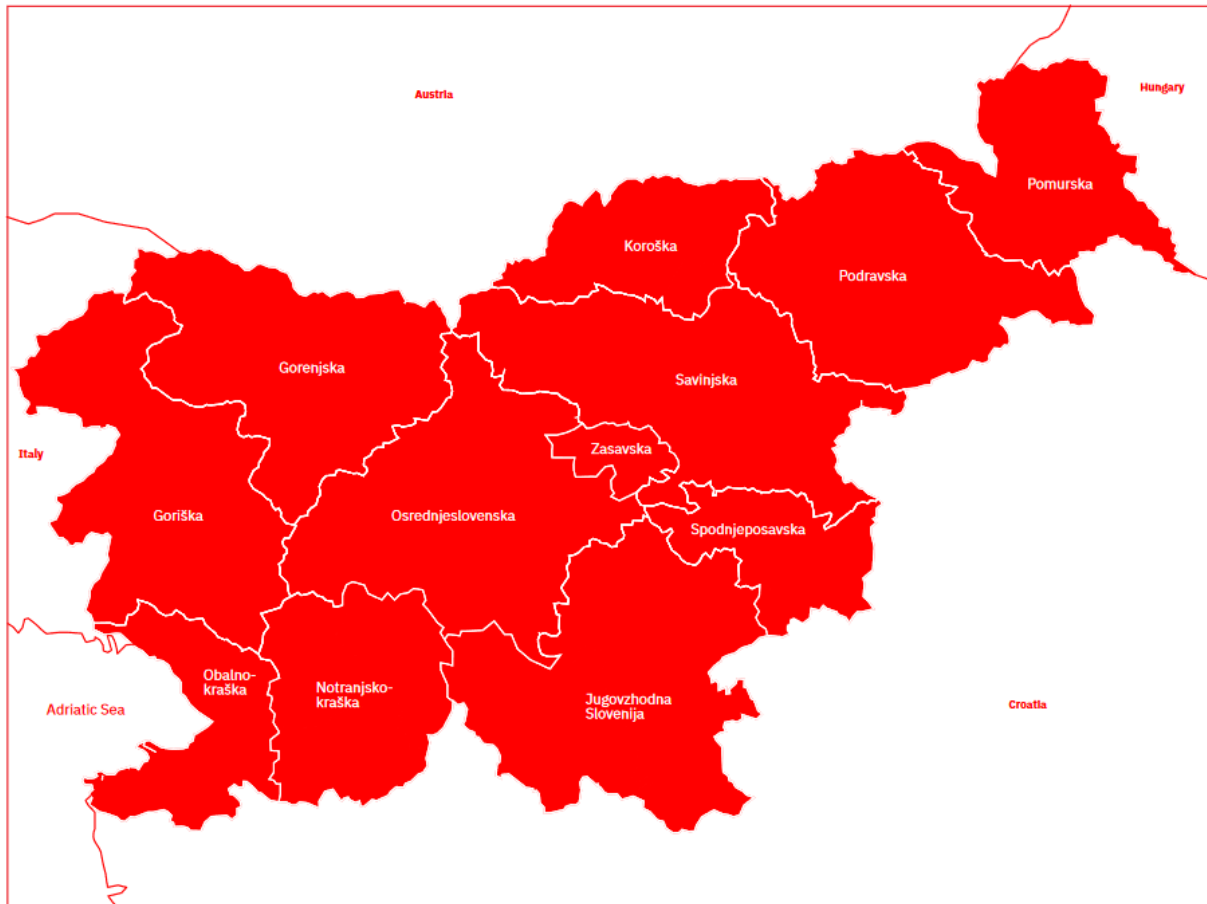 Austria
Hungary
Pomurska
Koroška
Podravska
Gorenjska
Savinjska
Zasavska
Italy
Goriška
Osrednjeslovenska
Spodnjeposavska
Obalno-
kraška
Notranjsko-
kraška
Jugovzhodna
Slovenija
Adriatic Sea
Croatia